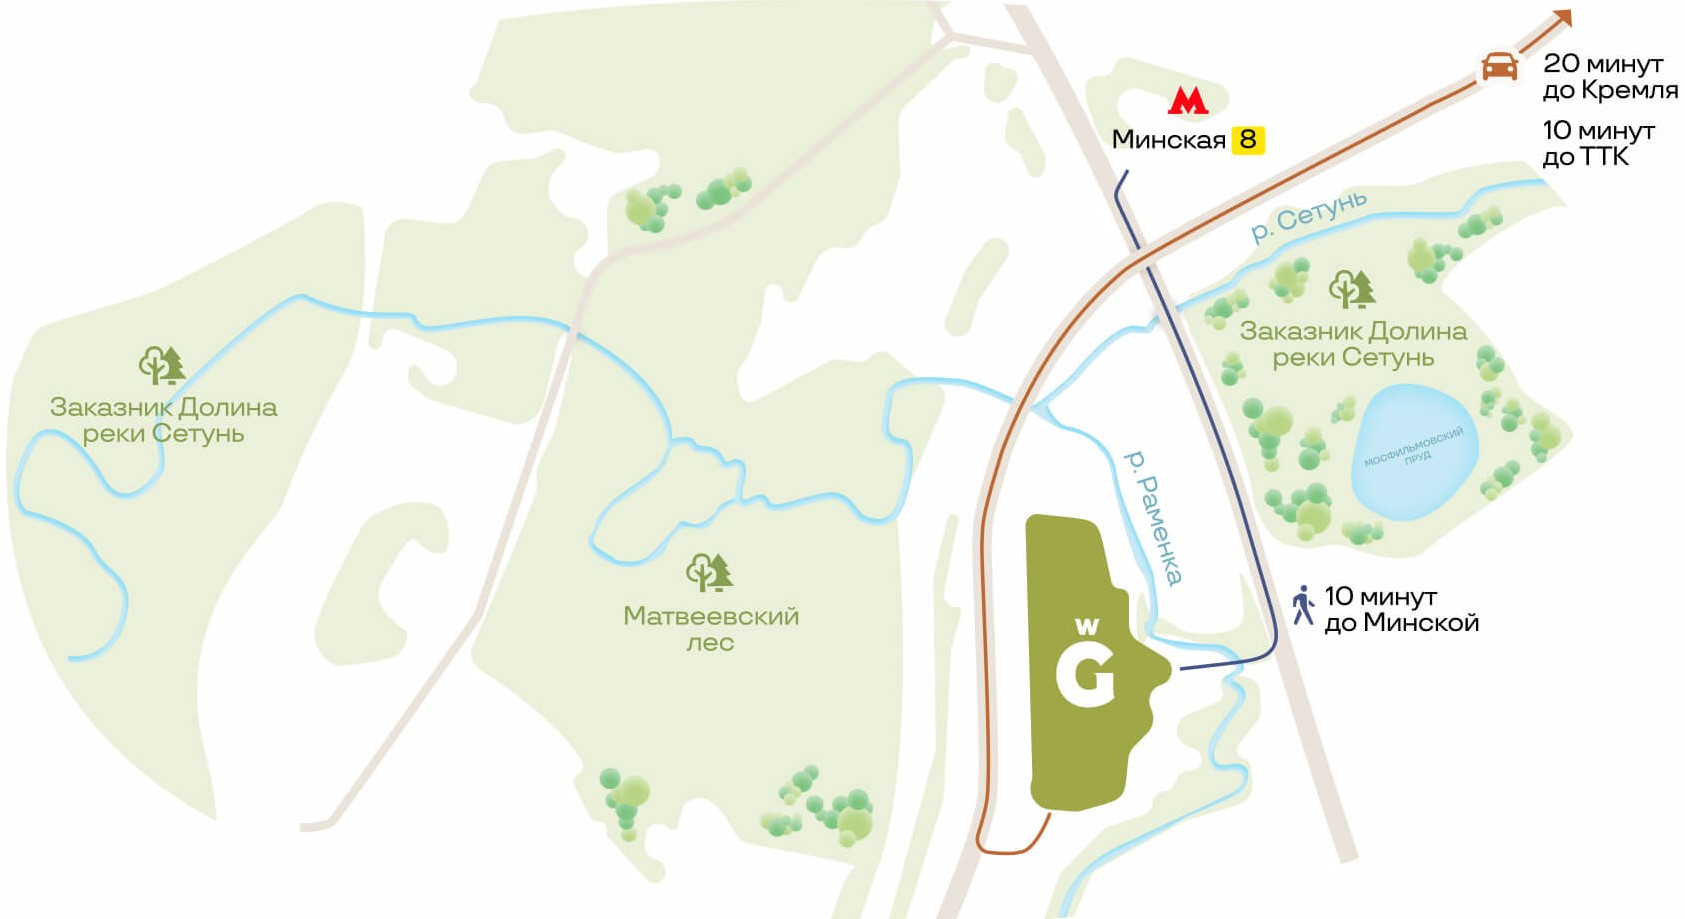 20 минут
до Кремля
10 минут
до ТТК
М
Минская 8
р. Сетунь
Заказник Долина
реки Сетунь
Заказник Долина
реки Сетунь
МОСФИЛЬМОВСКИЙ
ПРУД
р. Раменка
Матвеевский
лес
10 минут
до Минской
W
G